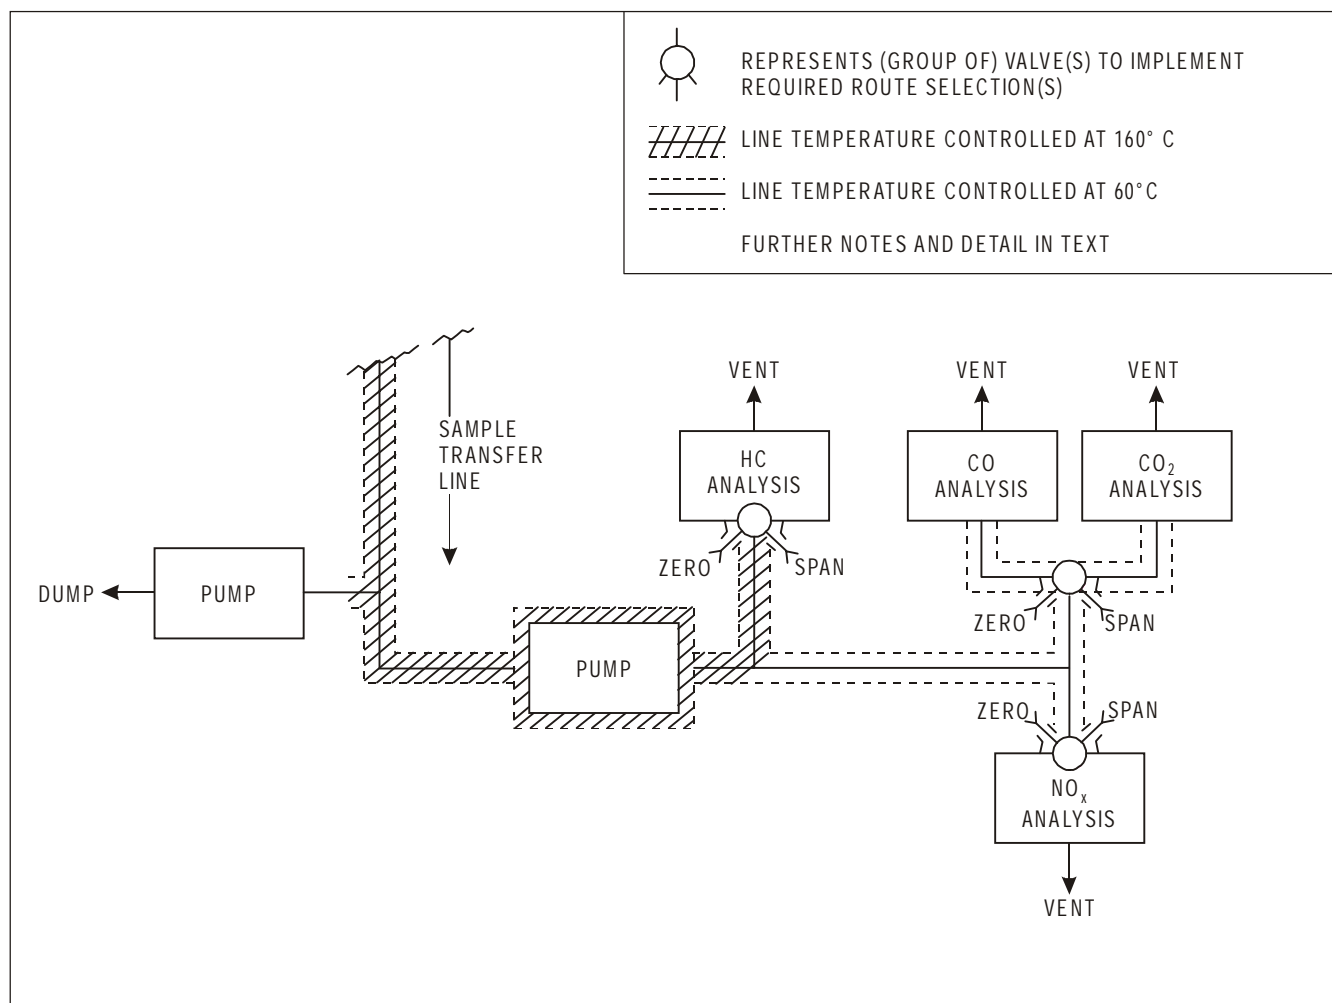 REPRESENTS (GROUP OF) VALVE(S) TO IMPLEMENT
REQUIRED ROUTE SELECTION(S)
LINE TEMPERATURE CONTROLLED AT 160° C
LINE TEMPERATURE CONTROLLED AT 60°C
FURTHER NOTES AND DETAIL IN TEXT
SAMPLE
TRANSFER
LINE
VENT
VENT
VENT
HC
ANALYSIS
CO
ANALYSIS
CO₂
ANALYSIS
ZERO
SPAN
DUMP
PUMP
ZERO
SPAN
PUMP
ZERO
SPAN
NOₓ
ANALYSIS
VENT